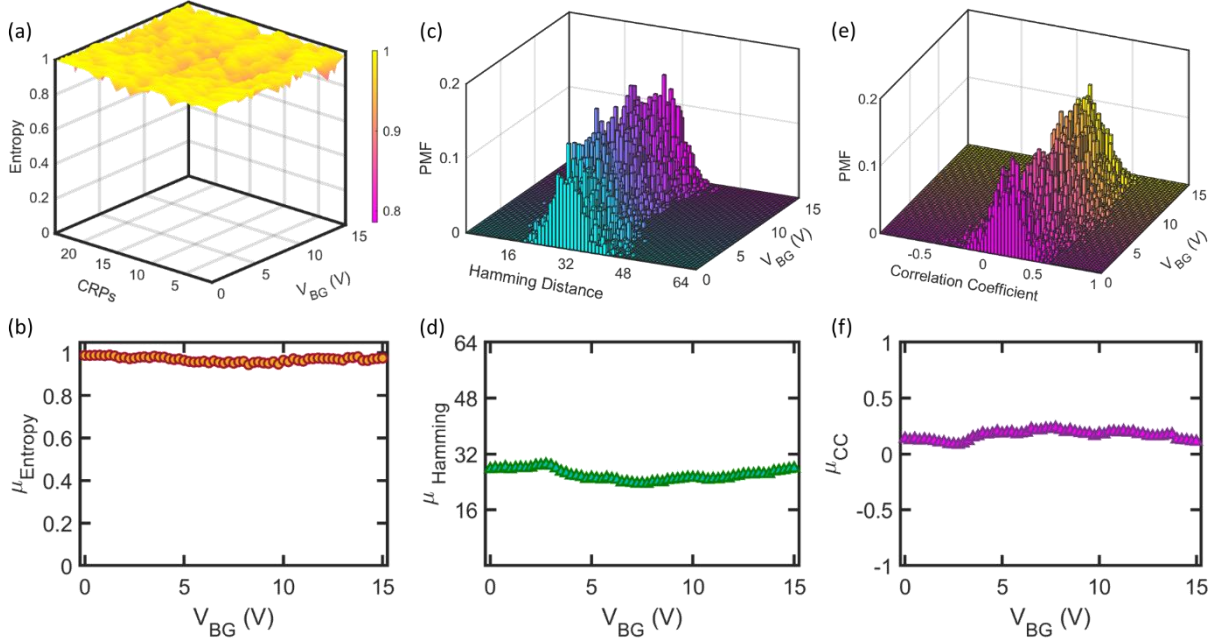 (a)
1
0.8
0.6
0.4
0.2
0
Entropy
20
15
10
5
CRPs
0
5
10
15
V_BG (V)
1
0.9
0.8
(c)
0.2
0.1
0
PMF
16
32
48
64
Hamming Distance
0
5
10
15
V_BG (V)
(e)
0.2
0.1
0
PMF
-0.5
0
0.5
1
Correlation Coefficient
0
5
10
15
V_BG (V)
(b)
1
0.8
0.6
0.4
0.2
0
μ_Entropy
0 5 10 15
V_BG (V)
(d)
64
48
32
16
μ_Hamming
0 5 10 15
V_BG (V)
(f)
1
0.5
0
-0.5
-1
μ_CC
0 5 10 15
V_BG (V)